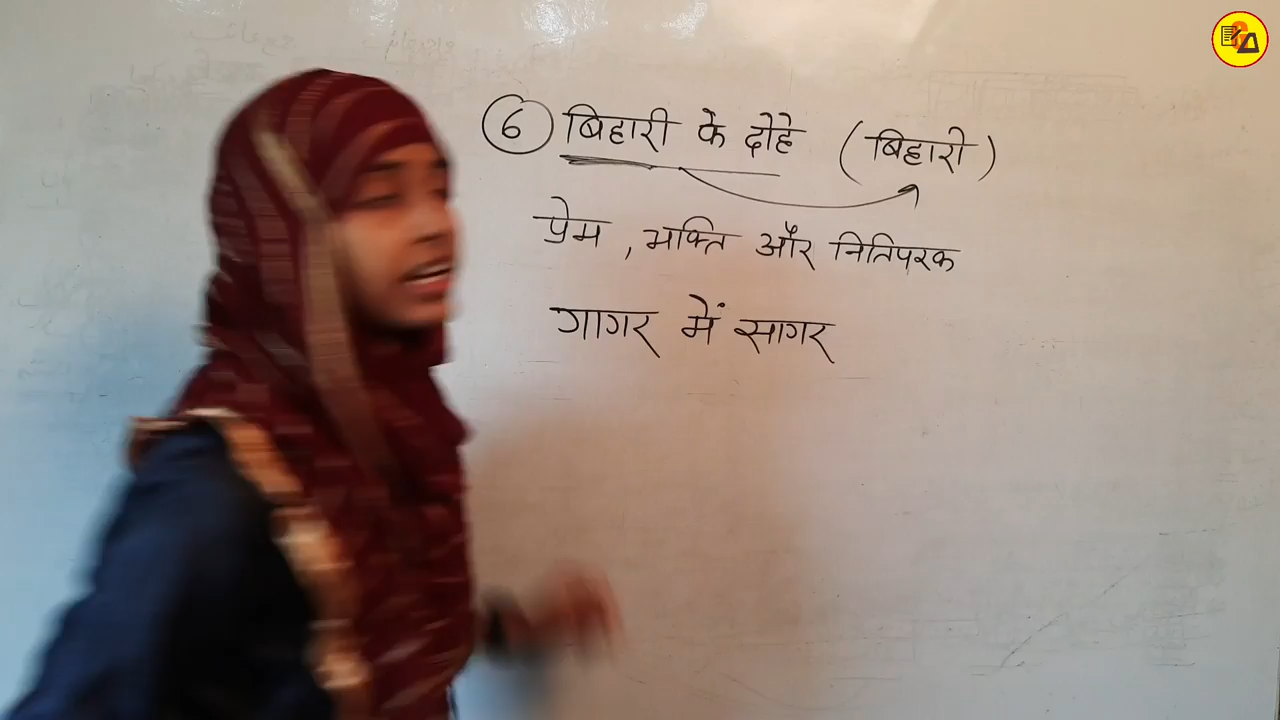 6 बिहारी के दोहे (बिहारी)
प्रेम, भक्ति और नितिपरक
गागर में सागर